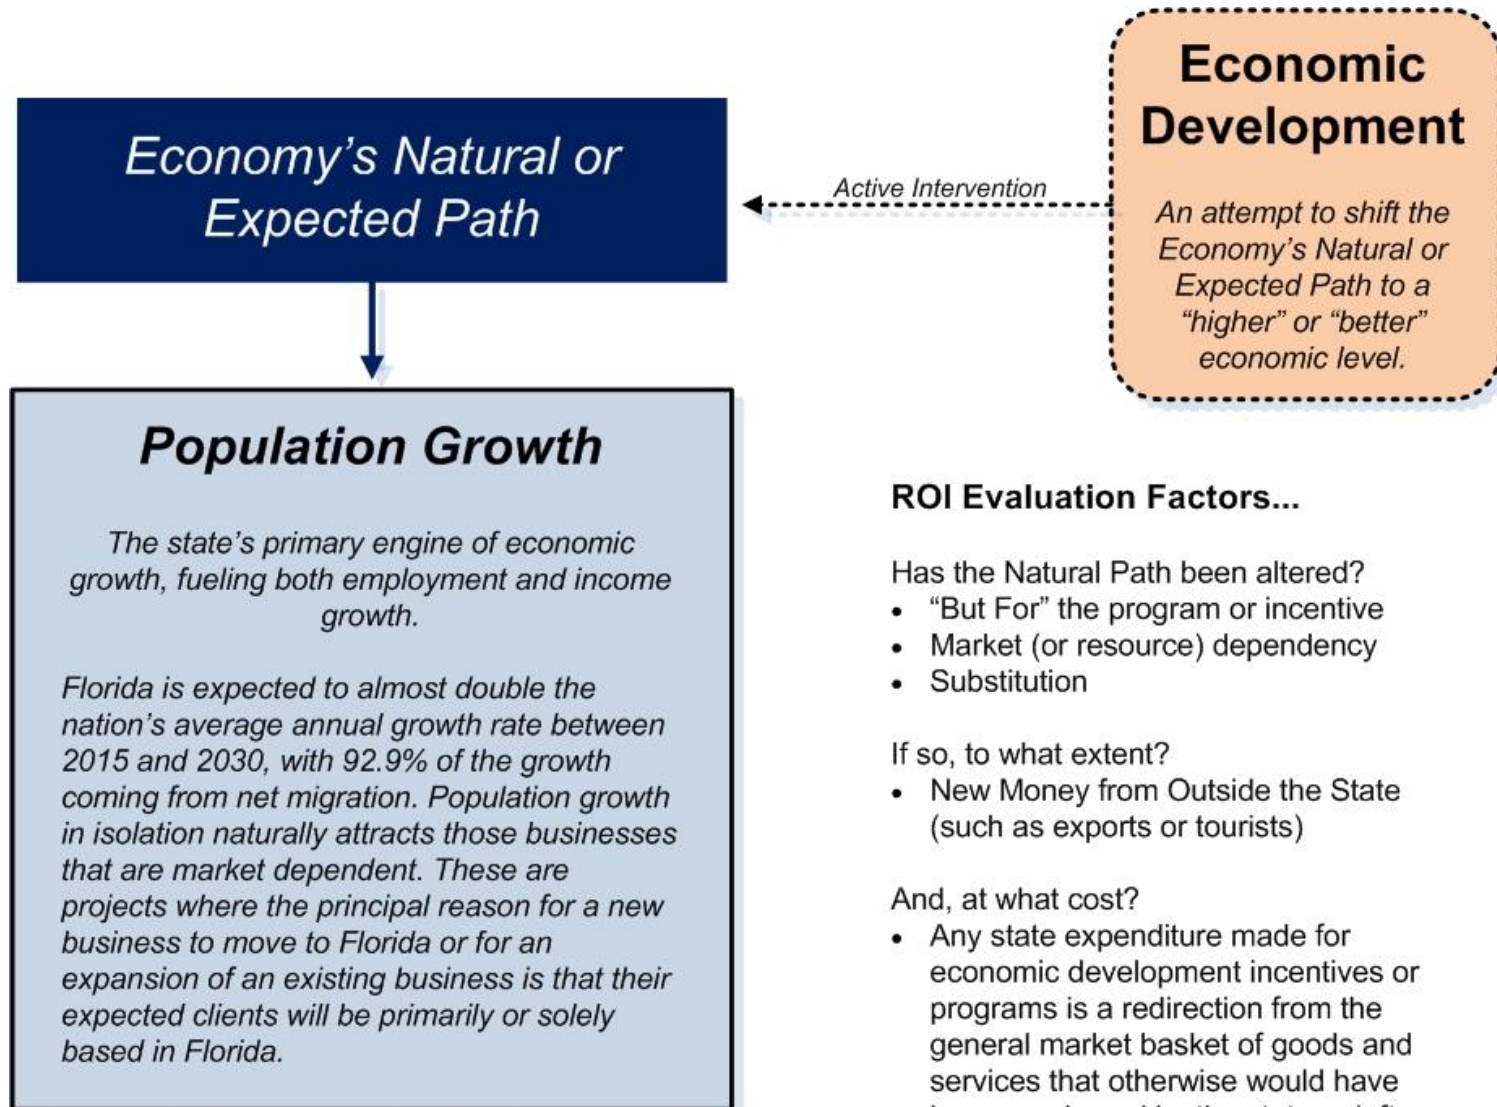 Economy's Natural or
Expected Path
Active Intervention
Economic
Development
An attempt to shift the
Economy's Natural or
Expected Path to a
“higher” or “better”
economic level.
Population Growth
The state's primary engine of economic
growth, fueling both employment and income
growth.
Florida is expected to almost double the
nation's average annual growth rate between
2015 and 2030, with 92.9% of the growth
coming from net migration. Population growth
in isolation naturally attracts those businesses
that are market dependent. These are
projects where the principal reason for a new
business to move to Florida or for an
expansion of an existing business is that their
expected clients will be primarily or solely
based in Florida.
ROI Evaluation Factors...
Has the Natural Path been altered?
• “But For” the program or incentive
• Market (or resource) dependency
• Substitution
If so, to what extent?
• New Money from Outside the State
(such as exports or tourists)
And, at what cost?
• Any state expenditure made for
economic development incentives or
programs is a redirection from the
general market basket of goods and
services that otherwise would have